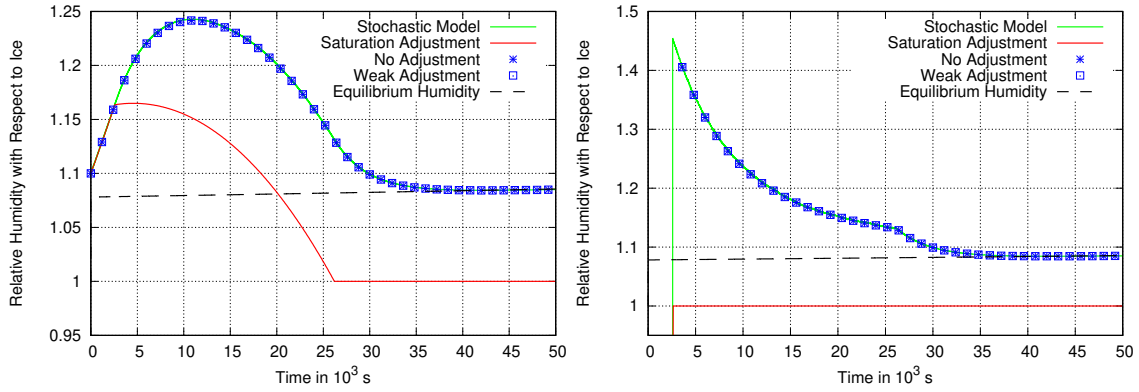 1.25
1.2
1.15
1.1
1.05
1
0.95
Relative Humidity with Respect to Ice
Stochastic Model
Saturation Adjustment
No Adjustment
Weak Adjustment
Equilibrium Humidity
0 5 10 15 20 25 30 35 40 45 50
Time in 10³ s
1.5
1.4
1.3
1.2
1.1
1
Relative Humidity with Respect to Ice
Stochastic Model
Saturation Adjustment
No Adjustment
Weak Adjustment
Equilibrium Humidity
0 5 10 15 20 25 30 35 40 45 50
Time in 10³ s